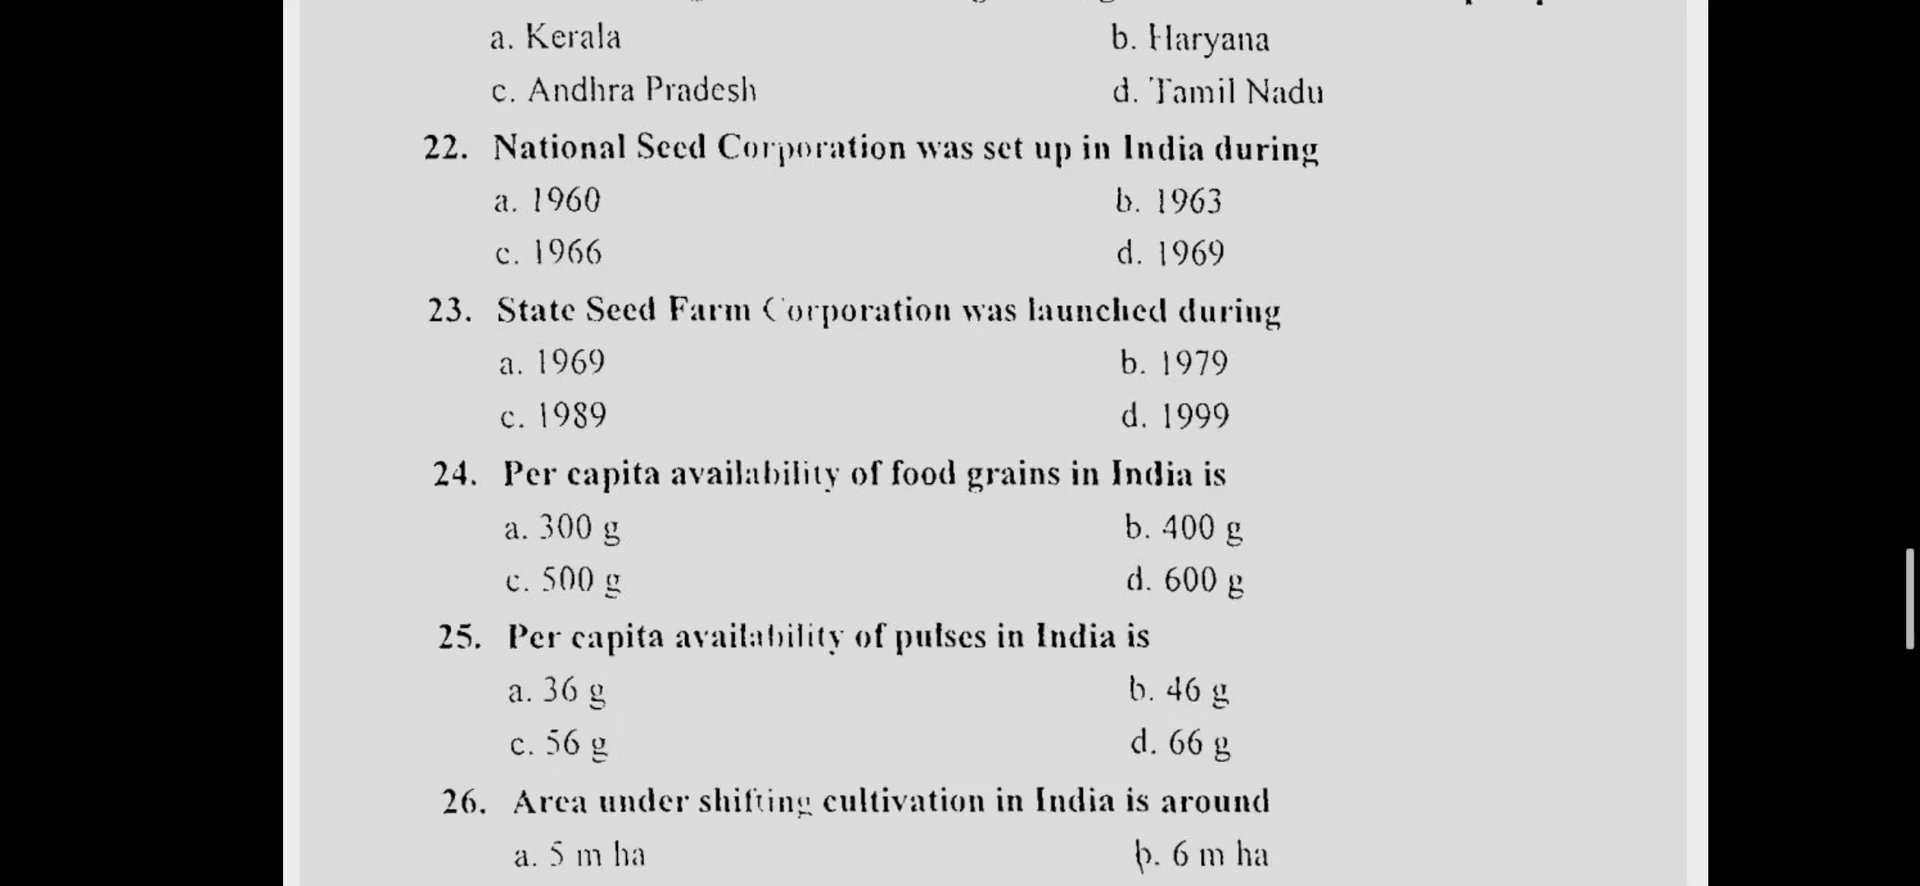 a. Kerala b. Haryana
c. Andhra Pradesh d. Tamil Nadu
22. National Seed Corporation was set up in India during
a. 1960 b. 1963
c. 1966 d. 1969
23. State Seed Farm Corporation was launched during
a. 1969 b. 1979
c. 1989 d. 1999
24. Per capita availability of food grains in India is
a. 300 g b. 400 g
c. 500 g d. 600 g
25. Per capita availability of pulses in India is
a. 36 g b. 46 g
c. 56 g d. 66 g
26. Area under shifting cultivation in India is around
a. 5 m ha b. 6 m ha